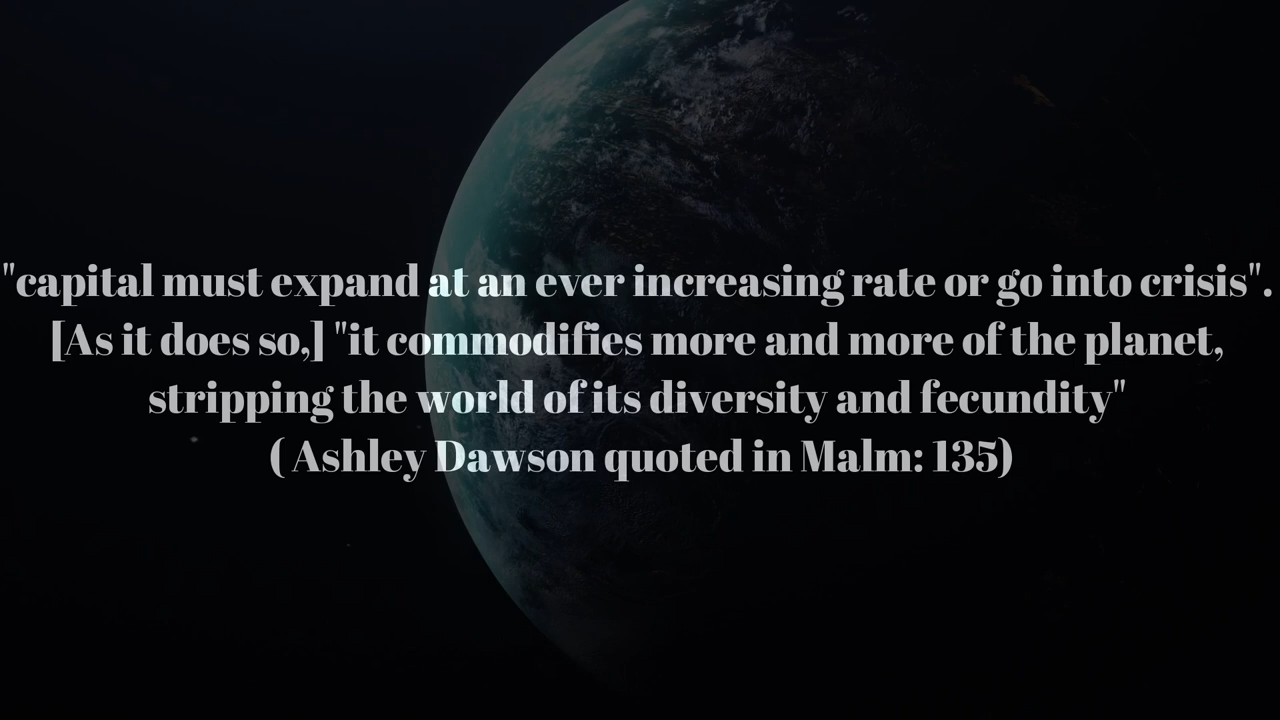 "capital must expand at an ever increasing rate or go into crisis".
[As it does so,] "it commodifies more and more of the planet,
stripping the world of its diversity and fecundity"
( Ashley Dawson quoted in Malm: 135)